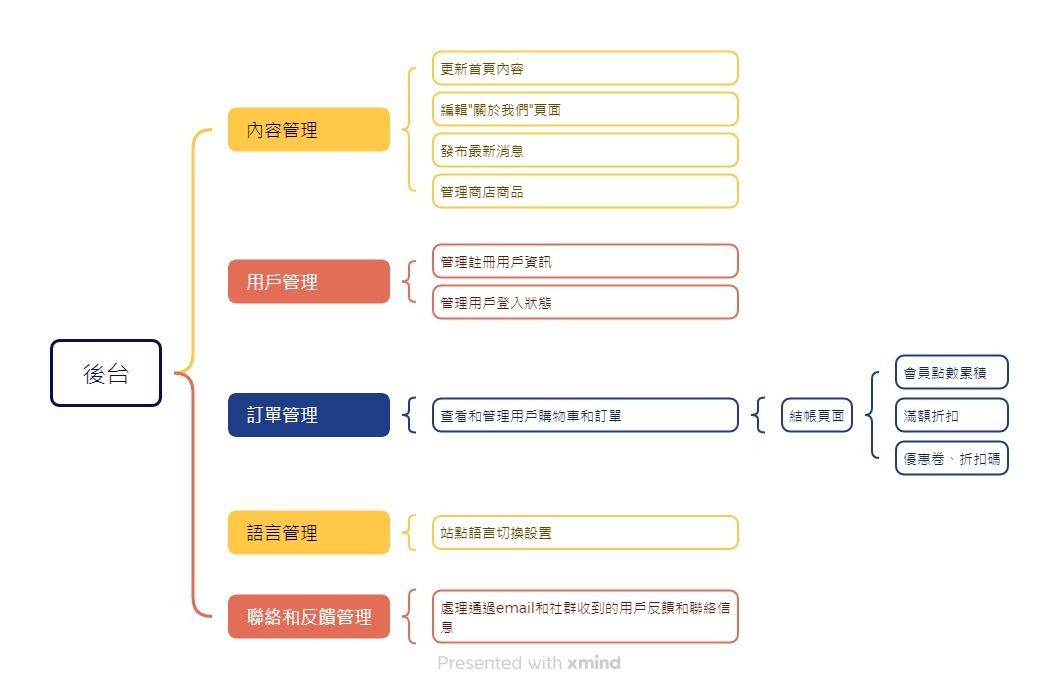 後台
內容管理
更新首頁內容
編輯"關於我們"頁面
發布最新消息
管理商店商品
用戶管理
管理註冊用戶資訊
管理用戶登入狀態
訂單管理
查看和管理用戶購物車和訂單
結帳頁面
會員點數累積
滿額折扣
優惠卷、折扣碼
語言管理
站點語言切換設置
聯絡和反饋管理
處理通過email和社群收到的用戶反饋和聯絡信
息
Presented with xmind